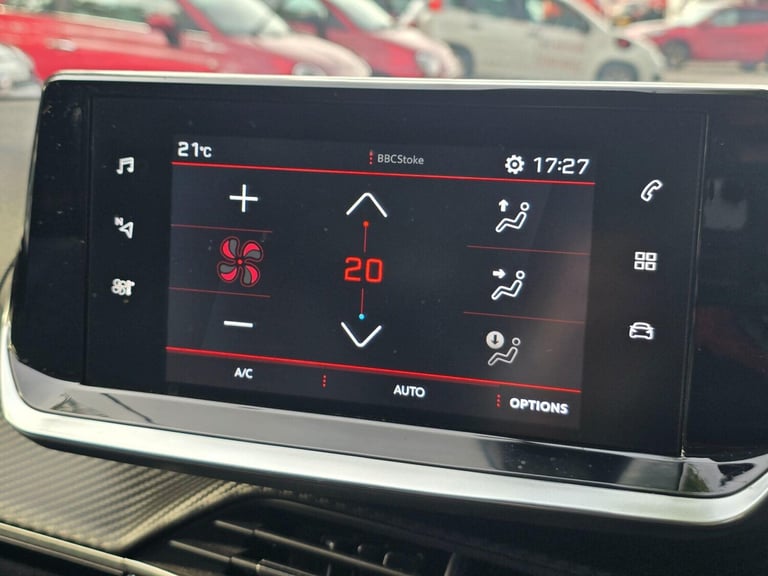 21°C
BBCStoke
17:27
N
20
A/C
AUTO
OPTIONS